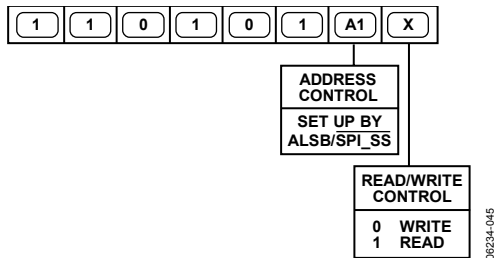 1 1 0 1 0 1 A1 X
ADDRESS
CONTROL
SET UP BY
ALSB/SPI_SS
READ/WRITE
CONTROL
0 WRITE
1 READ
06234-045